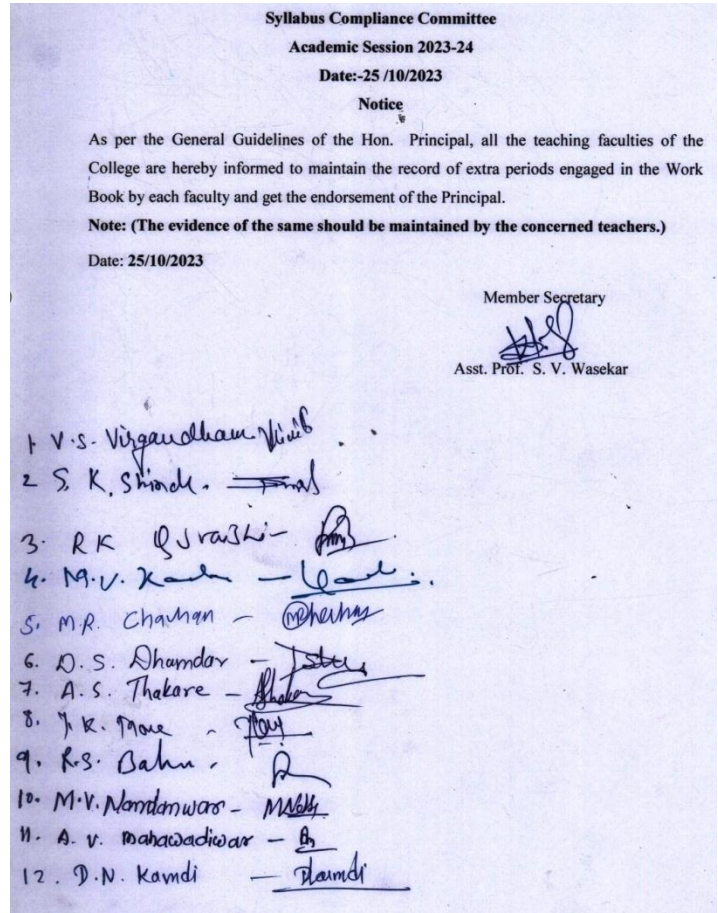 Syllabus Compliance Committee
Academic Session 2023-24
Date:-25 /10/2023
Notice
As per the General Guidelines of the Hon. Principal, all the teaching faculties of the
College are hereby informed to maintain the record of extra periods engaged in the Work
Book by each faculty and get the endorsement of the Principal.
Note: (The evidence of the same should be maintained by the concerned teachers.)
Date: 25/10/2023
Member Secretary
Asst. Prof. S. V. Wasekar
1 V.S. Virgandham
2 S. K. Shinde.
3. R K Quraishi -
4. M.V. -
5. M.R. Chavhan -
6. D.S. Dhamdar -
7. A.S. Thakare -
8. K. More -
9. R.S. -
10. M.V. Nandanwar -
11. A. V. Mahawadiwar -
12. D.N. Kamdi -